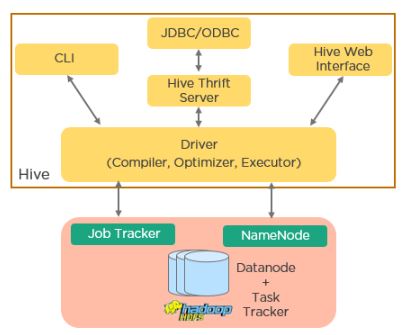 JDBC/ODBC
CLI
Hive Thrift
Server
Hive Web
Interface
Driver
(Compiler, Optimizer, Executor)
Hive
Job Tracker
NameNode
Datanode
+
Task
Tracker
hadoop
HDFS